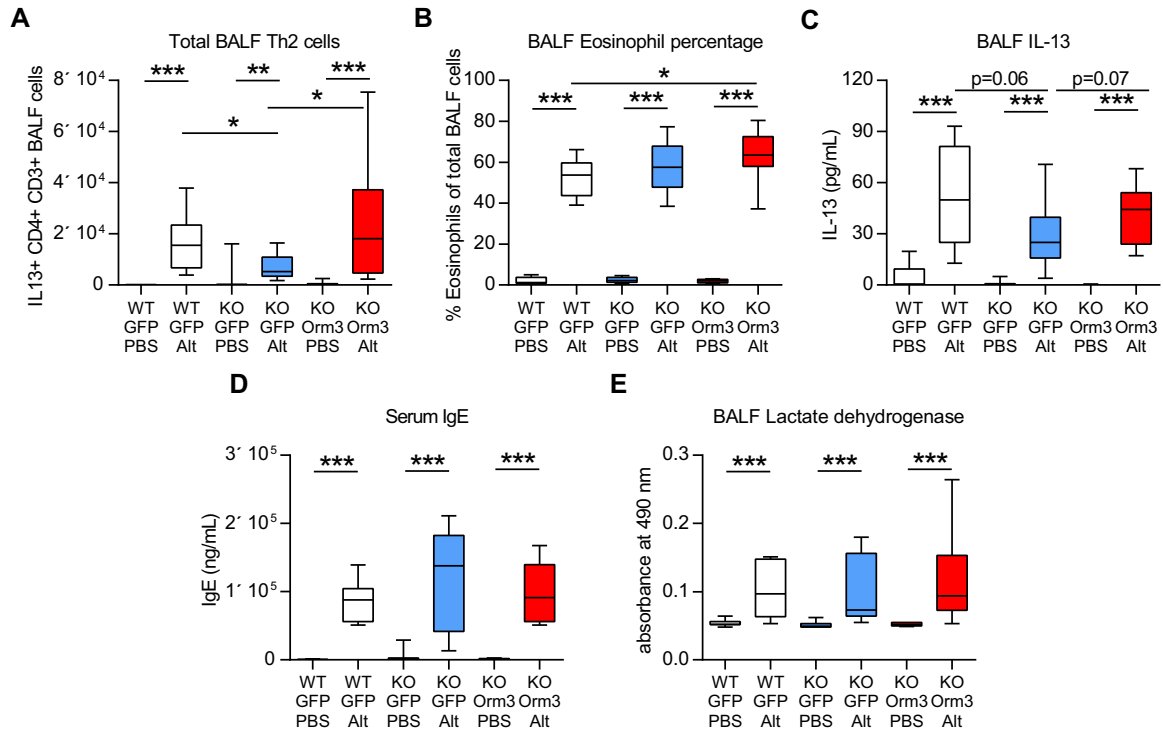 A
Total BALF Th2 cells
IL13+ CD4+ CD3+ BALF cells
8´ 10⁴
6´ 10⁴
4´ 10⁴
2´ 10⁴
0
***
**
***
*
*
WT GFP PBS
WT GFP Alt
KO GFP PBS
KO GFP Alt
KO Orm3 PBS
KO Orm3 Alt
B
BALF Eosinophil percentage
% Eosinophils of total BALF cells
100
80
60
40
20
0
*
***
***
***
WT GFP PBS
WT GFP Alt
KO GFP PBS
KO GFP Alt
KO Orm3 PBS
KO Orm3 Alt
C
BALF IL-13
IL-13 (pg/mL)
120
90
60
30
0
p=0.06
p=0.07
***
***
***
WT GFP PBS
WT GFP Alt
KO GFP PBS
KO GFP Alt
KO Orm3 PBS
KO Orm3 Alt
D
Serum IgE
IgE (ng/mL)
3´ 10⁵
2´ 10⁵
1´ 10⁵
0
***
***
***
WT GFP PBS
WT GFP Alt
KO GFP PBS
KO GFP Alt
KO Orm3 PBS
KO Orm3 Alt
E
BALF Lactate dehydrogenase
absorbance at 490 nm
0.3
0.2
0.1
0.0
***
***
***
WT GFP PBS
WT GFP Alt
KO GFP PBS
KO GFP Alt
KO Orm3 PBS
KO Orm3 Alt